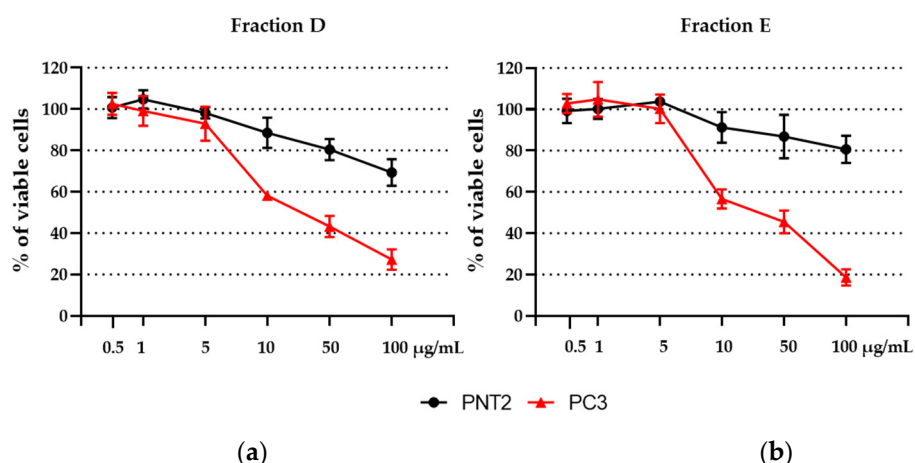 Fraction D
% of viable cells
120
100
80
60
40
20
0
0.5 1 5 10 50 100 µg/mL
Fraction E
% of viable cells
120
100
80
60
40
20
0
0.5 1 5 10 50 100 µg/mL
PNT2 PC3
(a) (b)